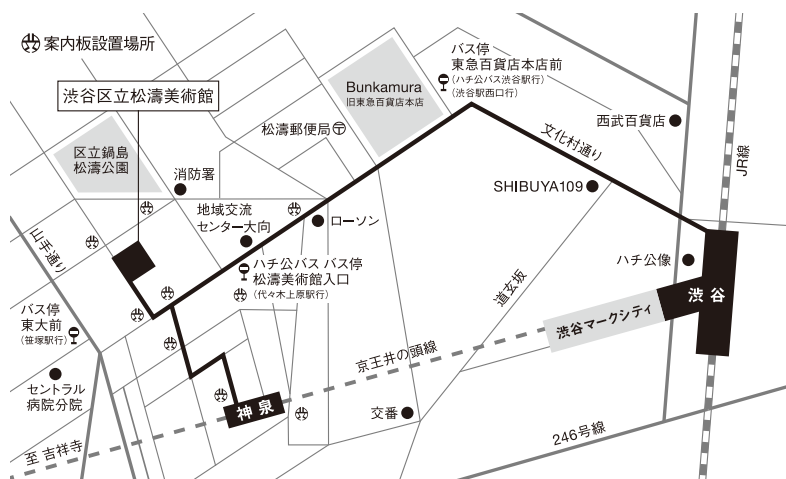 案内板設置場所
渋谷区立松濤美術館
区立鍋島
松濤公園
消防署
松濤郵便局
Bunkamura
旧東急百貨店本店
バス停
東急百貨店本店前
(ハチ公バス渋谷駅行)
(渋谷駅西口行)
西武百貨店
文化村通り
JR線
SHIBUYA109
地域交流
センター大向
ローソン
山手通り
ハチ公バス バス停
松濤美術館入口
(代々木上原駅行)
ハチ公像
渋谷
道玄坂
渋谷マークシティ
バス停
東大前
(笹塚駅行)
京王井の頭線
セントラル
病院分院
神泉
交番
246号線
至 吉祥寺